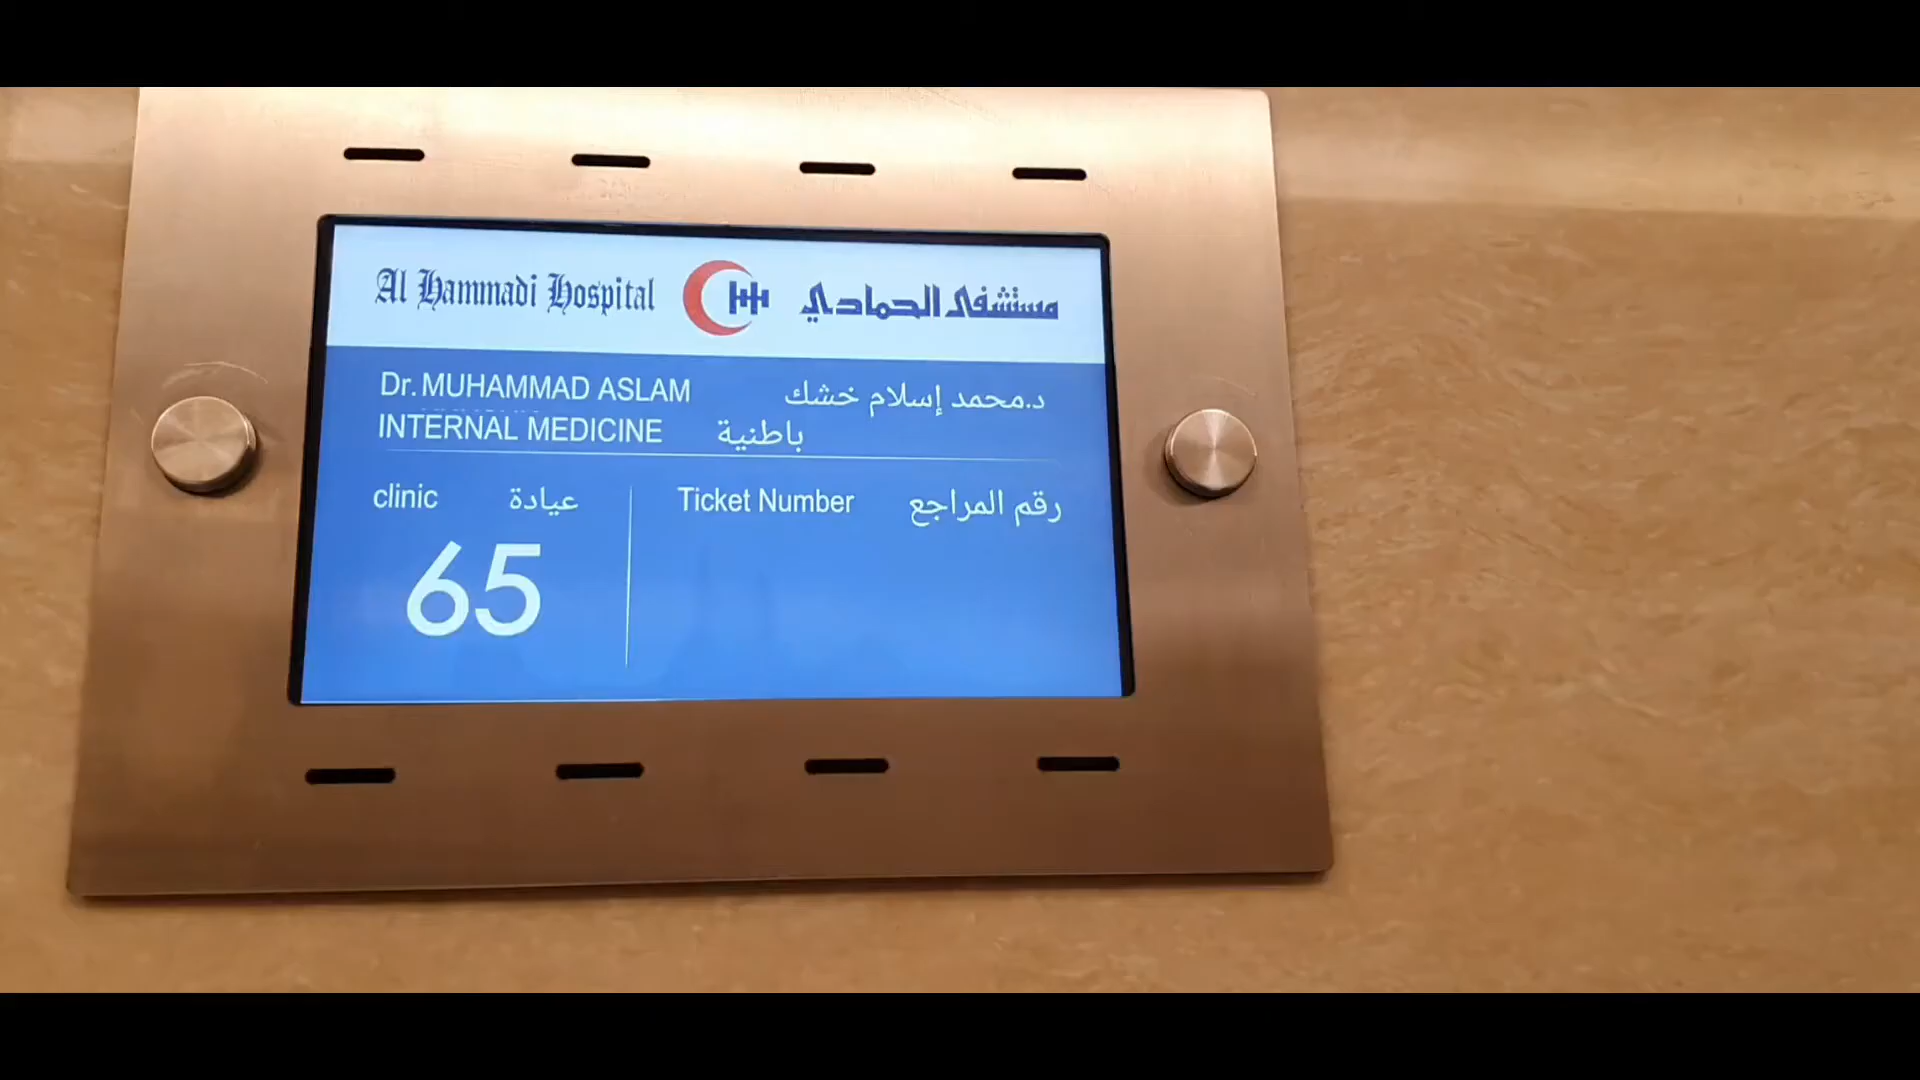 Al Hammadi Hospital HH مستشفى الحمادي
Dr. MUHAMMAD ASLAM د.محمد إسلام خشك
INTERNAL MEDICINE باطنية
clinic عيادة Ticket Number رقم المراجع
65